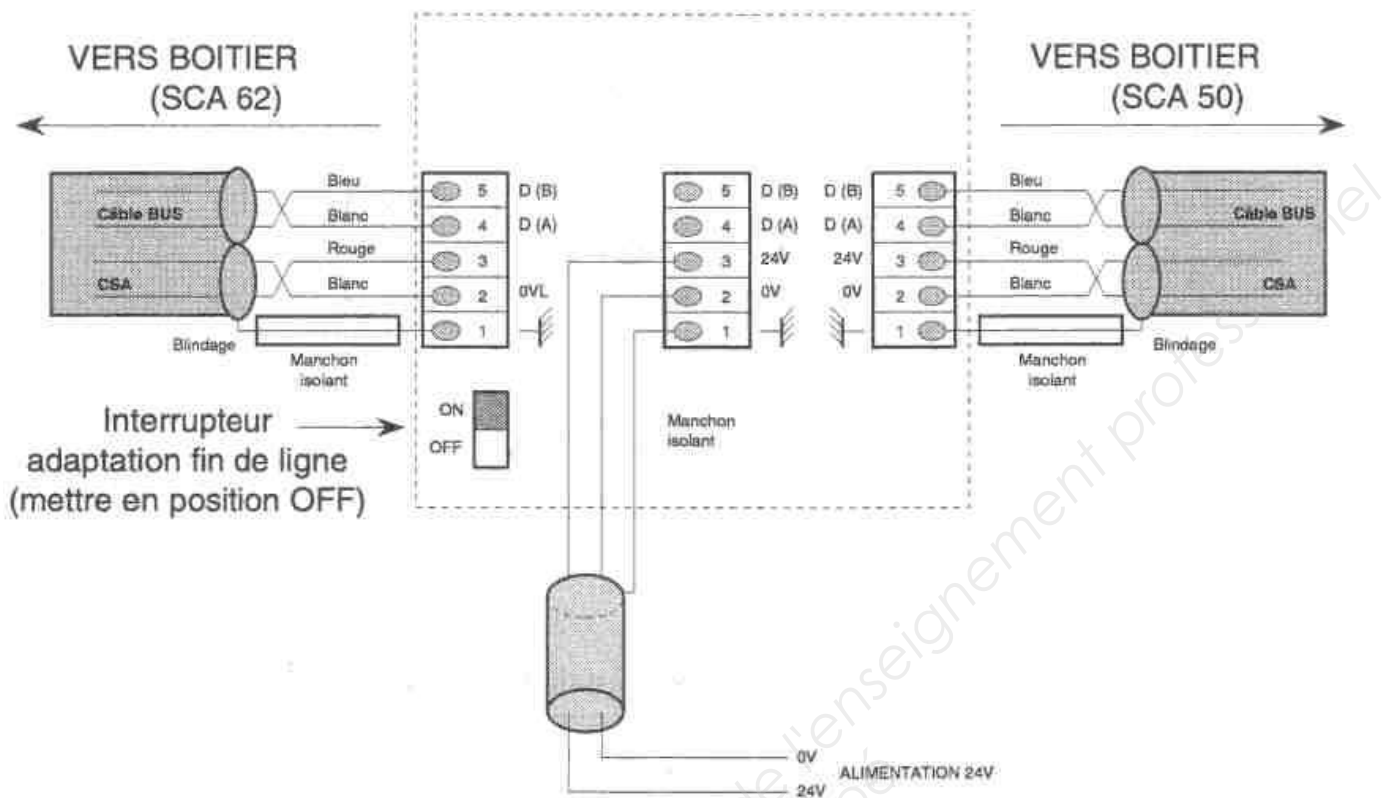 VERS BOITIER
(SCA 62)
VERS BOITIER
(SCA 50)
Câble BUS
CSA
Bleu
Blanc
Rouge
Blanc
Blindage
Manchon
isolant
5 D (B)
4 D (A)
3
2 0VL
1
5 D (B)
4 D (A)
3 24V
2 0V
1
D (B) 5
D (A) 4
24V 3
0V 2
1
Bleu
Blanc
Rouge
Blanc
Câble BUS
CSA
Blindage
Manchon
isolant
Interrupteur
adaptation fin de ligne
(mettre en position OFF)
ON
OFF
Manchon
isolant
0V
24V
ALIMENTATION 24V
de l'enseignement professionnel